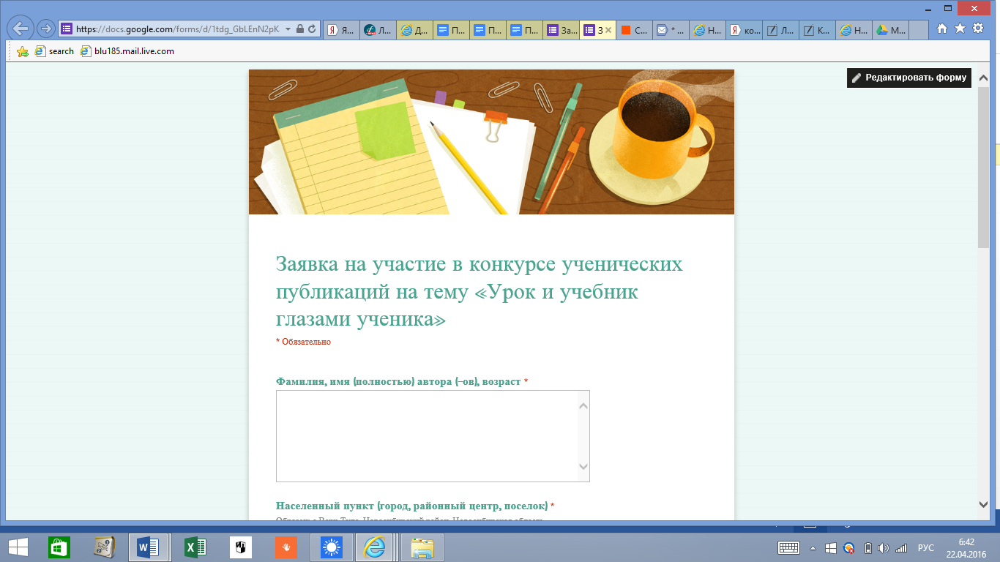 https://docs.google.com/forms/d/1tdg_GbLEnN2pK
Я...
Л...
Д...
П...
П...
П...
За...
З
С...
* ...
Н...
ко...
Л...
К...
Н...
М...
search
blu185.mail.live.com
Редактировать форму
Заявка на участие в конкурсе ученических
публикаций на тему «Урок и учебник
глазами ученика»
* Обязательно
Фамилия, имя (полностью) автора (–ов), возраст *
Населенный пункт (город, районный центр, поселок) *
РУС
6:42
22.04.2016